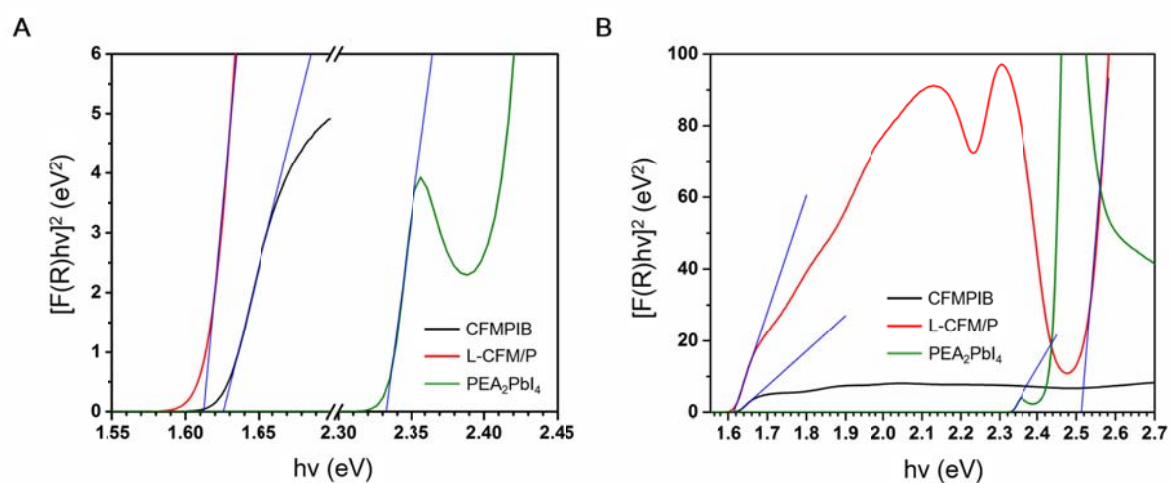 A
[F(R)hν]² (eV²)
6
5
4
3
2
1
0
1.55 1.60 1.65 2.30 2.35 2.40 2.45
hν (eV)
CFMPIB
L-CFM/P
PEA₂PbI₄
B
[F(R)hν]² (eV²)
100
80
60
40
20
0
1.6 1.7 1.8 1.9 2.0 2.1 2.2 2.3 2.4 2.5 2.6 2.7
hν (eV)
CFMPIB
L-CFM/P
PEA₂PbI₄